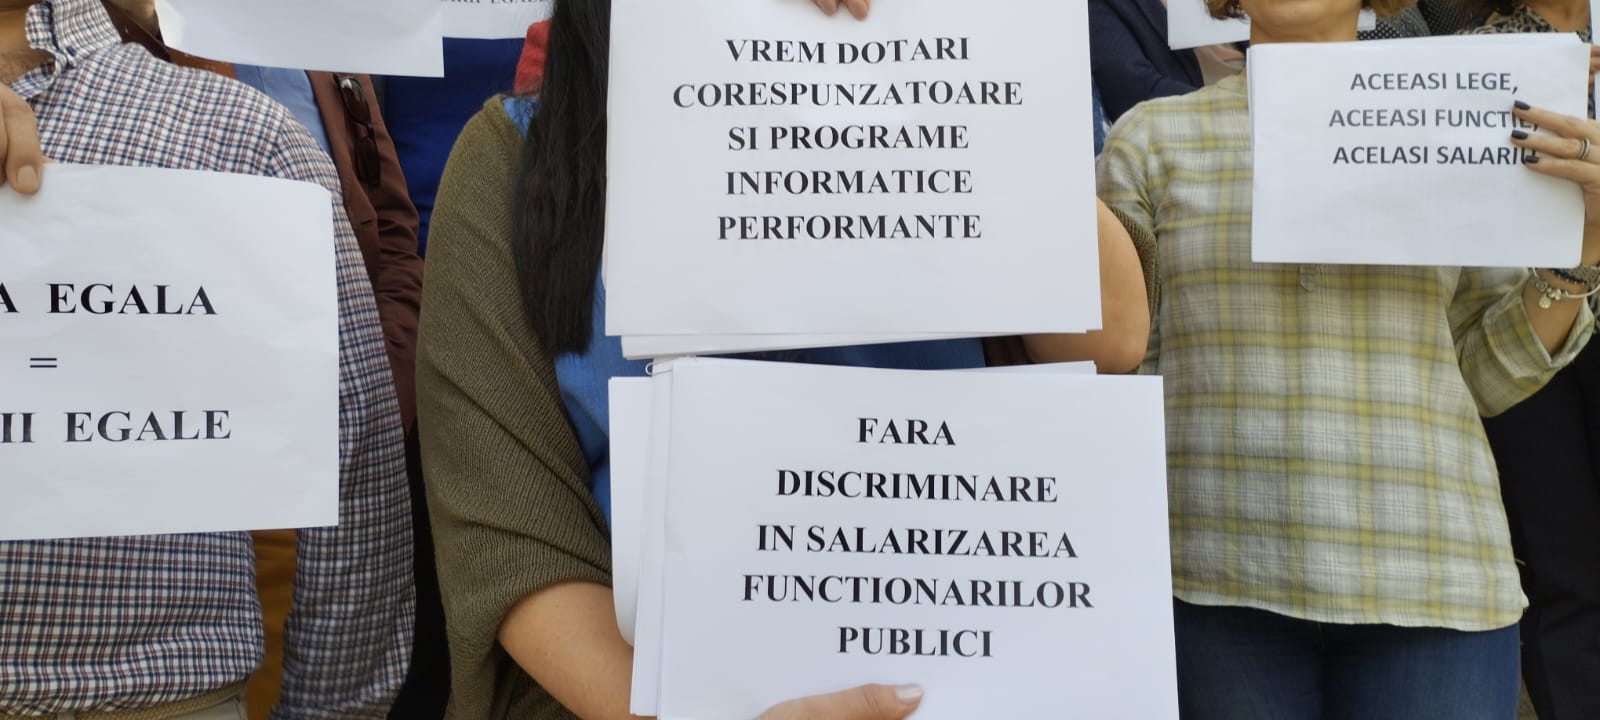 VREM DOTARI
CORESPUNZATOARE
SI PROGRAME
INFORMATICE
PERFORMANTE
ACEEASI LEGE,
ACEEASI FUNCTIE,
ACELASI SALARIU
EGALA
=
EGALE
FARA
DISCRIMINARE
IN SALARIZAREA
FUNCTIONARILOR
PUBLICI